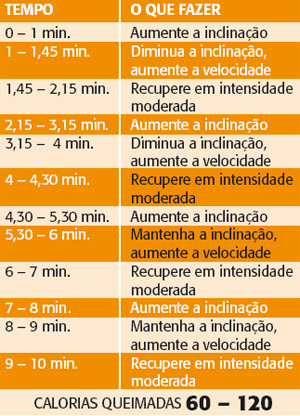 TEMPO O QUE FAZER
0 – 1 min. Aumente a inclinação
1 – 1,45 min. Diminua a inclinação,
aumente a velocidade
1,45 – 2,15 min. Recupere em intensidade
moderada
2,15 – 3,15 min. Aumente a inclinação
3,15 – 4 min. Diminua a inclinação,
aumente a velocidade
4 – 4,30 min. Recupere em intensidade
moderada
4,30 – 5,30 min. Aumente a inclinação
5,30 – 6 min. Mantenha a inclinação,
aumente a velocidade
6 – 7 min. Recupere em intensidade
moderada
7 – 8 min. Aumente a inclinação
8 – 9 min. Mantenha a inclinação,
aumente a velocidade
9 – 10 min. Recupere em intensidade
moderada
CALORIAS QUEIMADAS 60 – 120